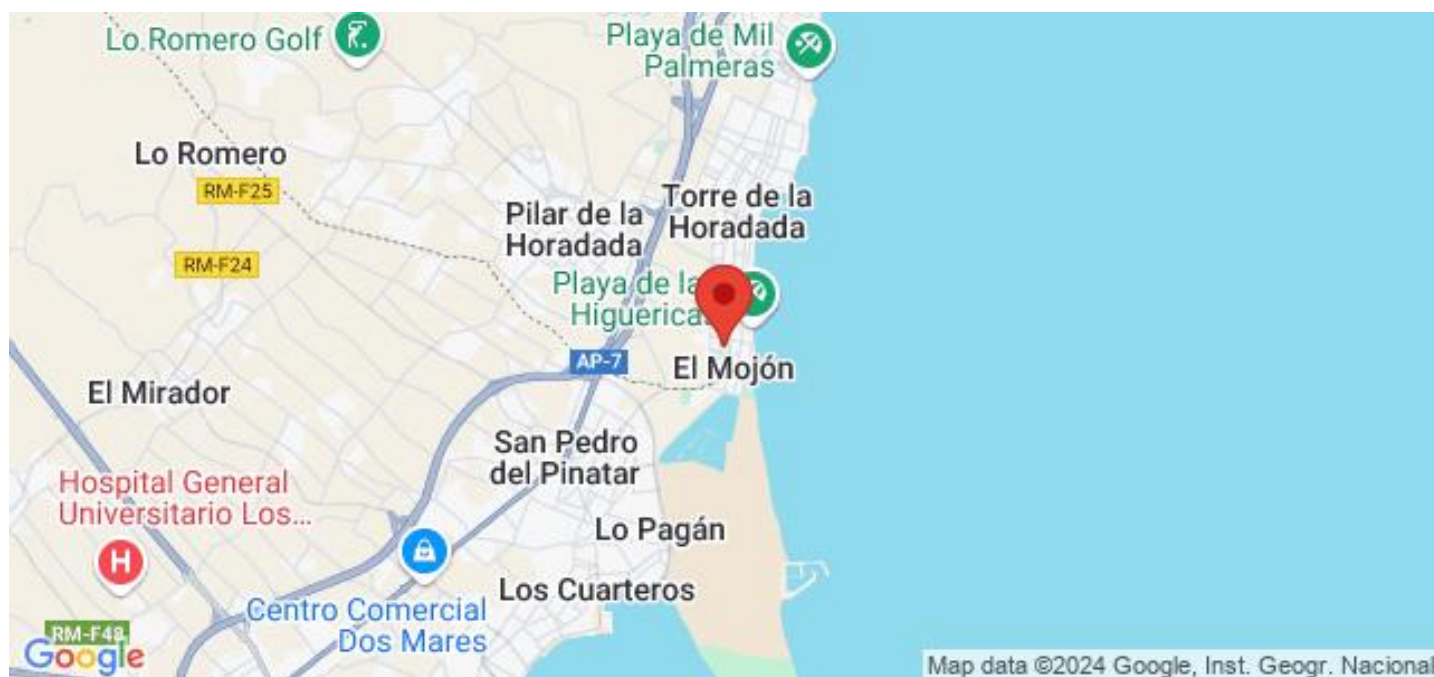 Lo Romero Golf
Playa de Mil
Palmeras
Lo Romero
RM-F25
Torre de la
Horadada
Pilar de la
Horadada
RM-F24
Playa de la
Higuerica
AP-7
El Mojón
El Mirador
San Pedro
del Pinatar
Hospital General
Universitario Los...
Lo Pagán
Los Cuarteros
Centro Comercial
Dos Mares
RM-F48
Google
Map data ©2024 Google, Inst. Geogr. Nacional